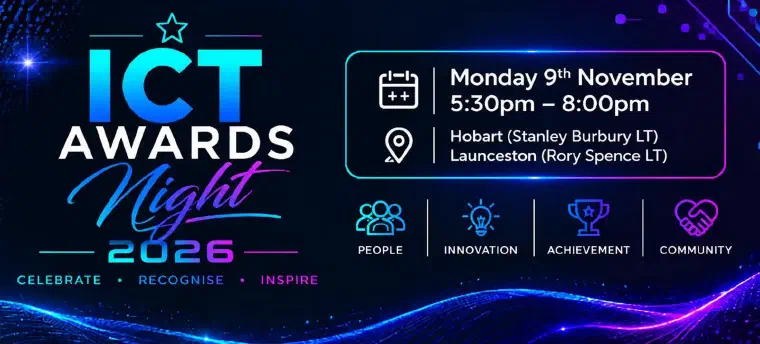 ICT
AWARDS
Night
2026
CELEBRATE • RECOGNISE • INSPIRE
Monday 9th November
5:30pm – 8:00pm
Hobart (Stanley Burbury LT)
Launceston (Rory Spence LT)
PEOPLE
INNOVATION
ACHIEVEMENT
COMMUNITY